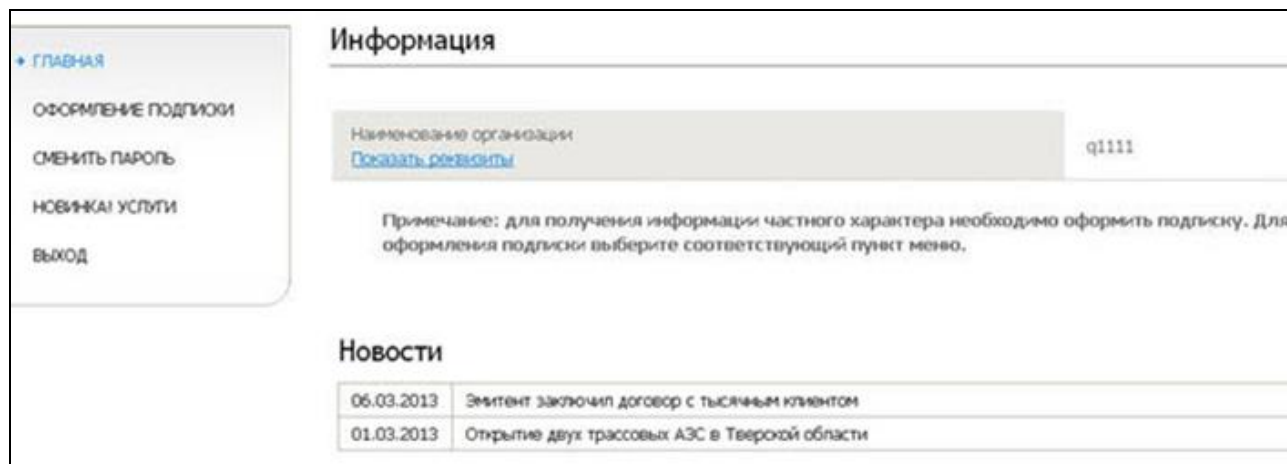 ГЛАВНАЯ
ОФОРМЛЕНИЕ ПОДПИСКИ
СМЕНИТЬ ПАРОЛЬ
НОВИНКА! УСЛУГИ
ВЫХОД
Информация
Наименование организации
Показать реквизиты
q1111
Примечание: для получения информации частного характера необходимо оформить подписку. Для
оформления подписки выберите соответствующий пункт меню.
Новости
06.03.2013 Эмитент заключил договор с тысячным клиентом
01.03.2013 Открытие двух трассовых АЗС в Тверской области